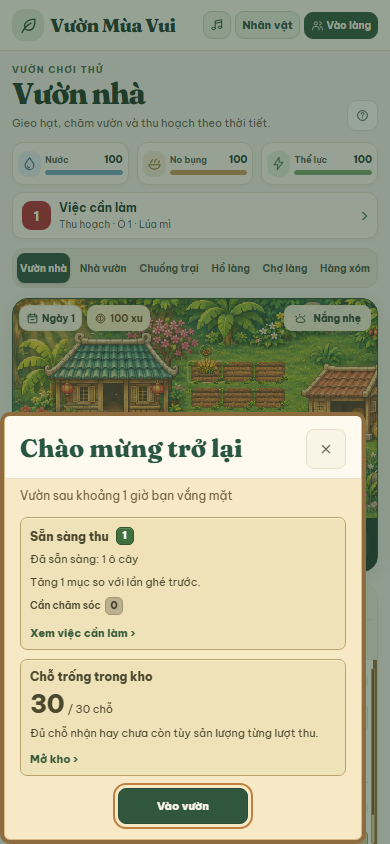 Vườn Mùa Vui
Nhân vật
Vào làng
VƯỜN CHƠI THỬ
Vườn nhà
Gieo hạt, chăm vườn và thu hoạch theo thời tiết.
Nước 100
No bụng 100
Thể lực 100
1 Việc cần làm
Thu hoạch · Ô 1 · Lúa mì
Vườn nhà Nhà vườn Chuồng trại Hồ làng Chợ làng Hàng xóm
Ngày 1 100 xu Nắng nhẹ
Chào mừng trở lại
Vườn sau khoảng 1 giờ bạn vắng mặt
Sẵn sàng thu 1
Đã sẵn sàng: 1 ô cây
Tăng 1 mục so với lần ghé trước.
Cần chăm sóc 0
Xem việc cần làm ›
Chỗ trống trong kho
30 / 30 chỗ
Đủ chỗ nhận hay chưa còn tùy sản lượng từng lượt thu.
Mở kho ›
Vào vườn